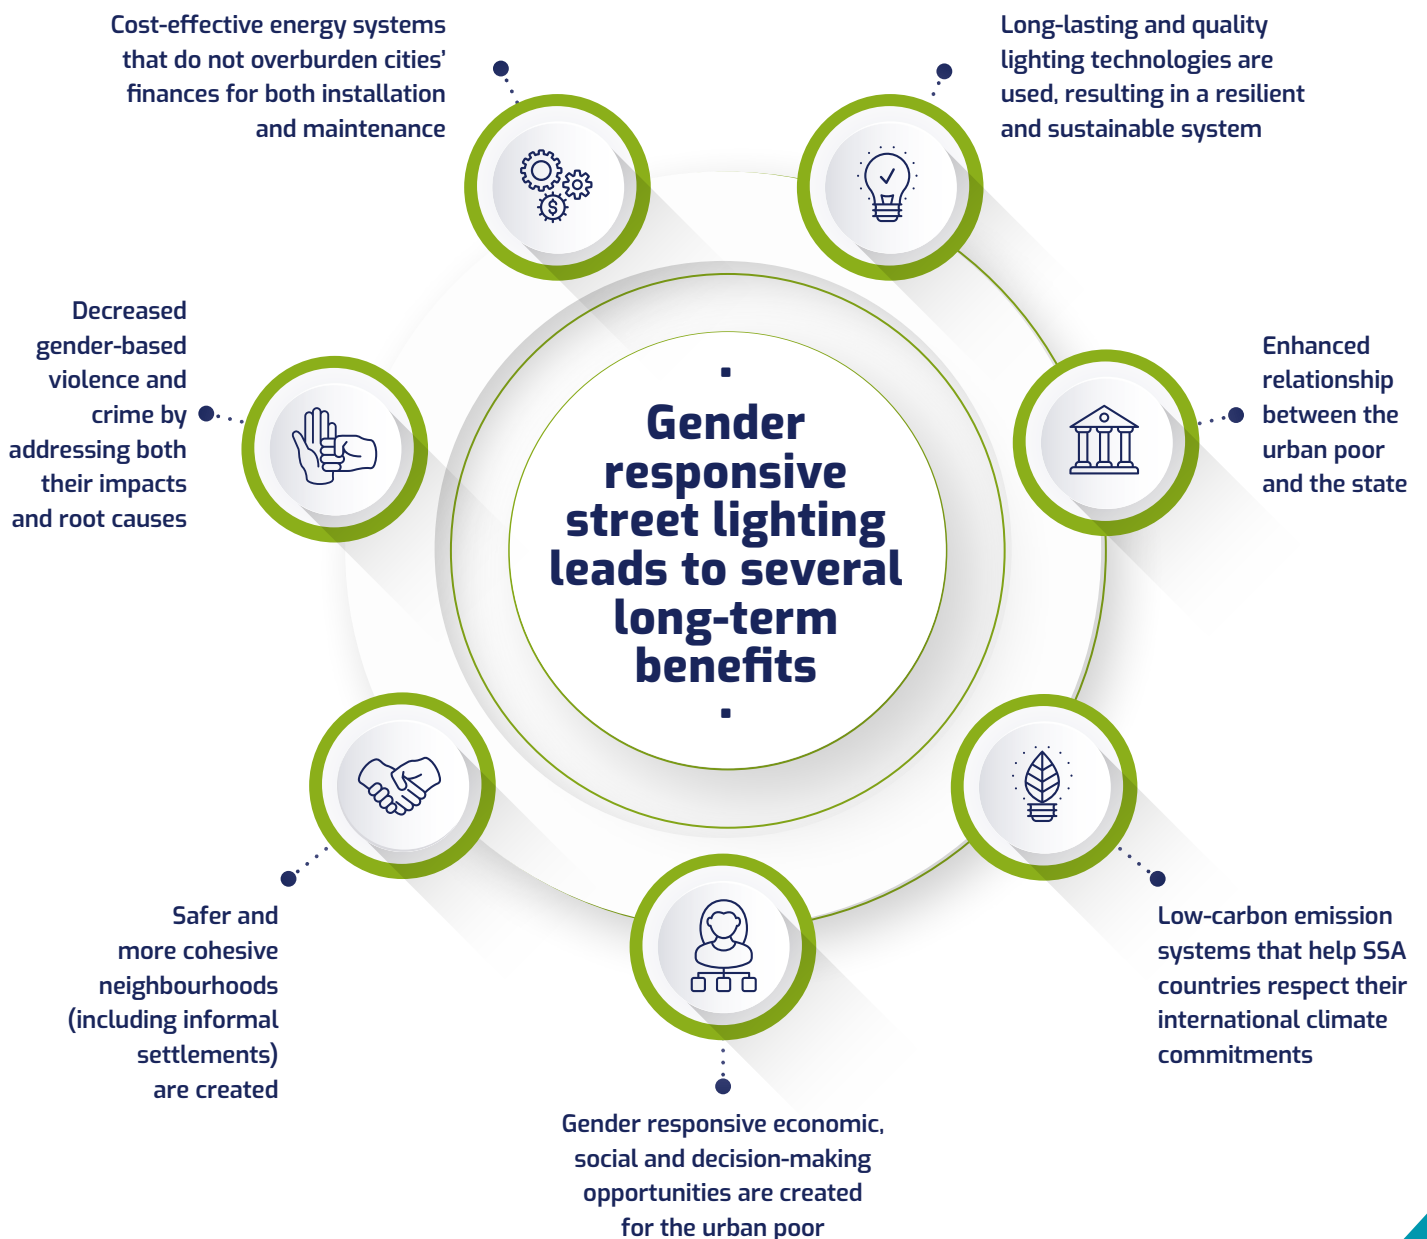 Cost-effective energy systems
that do not overburden cities’
finances for both installation
and maintenance
Long-lasting and quality
lighting technologies are
used, resulting in a resilient
and sustainable system
Decreased
gender-based
violence and
crime by
addressing both
their impacts
and root causes
Enhanced
relationship
between the
urban poor
and the state
Gender
responsive
street lighting
leads to several
long-term
benefits
Safer and
more cohesive
neighbourhoods
(including informal
settlements)
are created
Low-carbon emission
systems that help SSA
countries respect their
international climate
commitments
Gender responsive economic,
social and decision-making
opportunities are created
for the urban poor